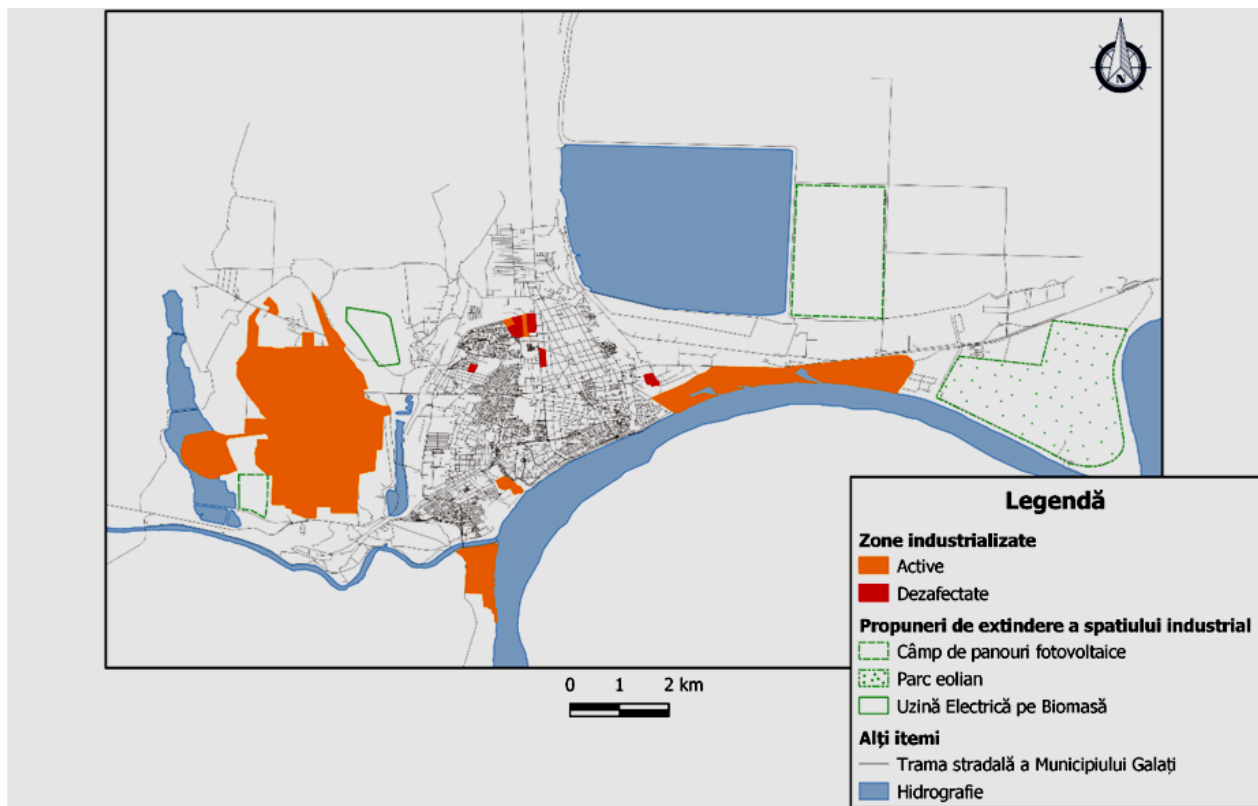 N
Legendă
Zone industrializate
Active
Dezafectate
Propuneri de extindere a spatiului industrial
Câmp de panouri fotovoltaice
Parc eolian
Uzină Electrică pe Biomasă
Alți itemi
Trama stradală a Municipiului Galați
Hidrografie
0 1 2 km